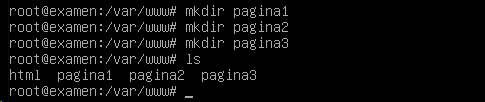 root@examen:/var/www# mkdir pagina1
root@examen:/var/www# mkdir pagina2
root@examen:/var/www# mkdir pagina3
root@examen:/var/www# ls
html  pagina1  pagina2  pagina3
root@examen:/var/www# _